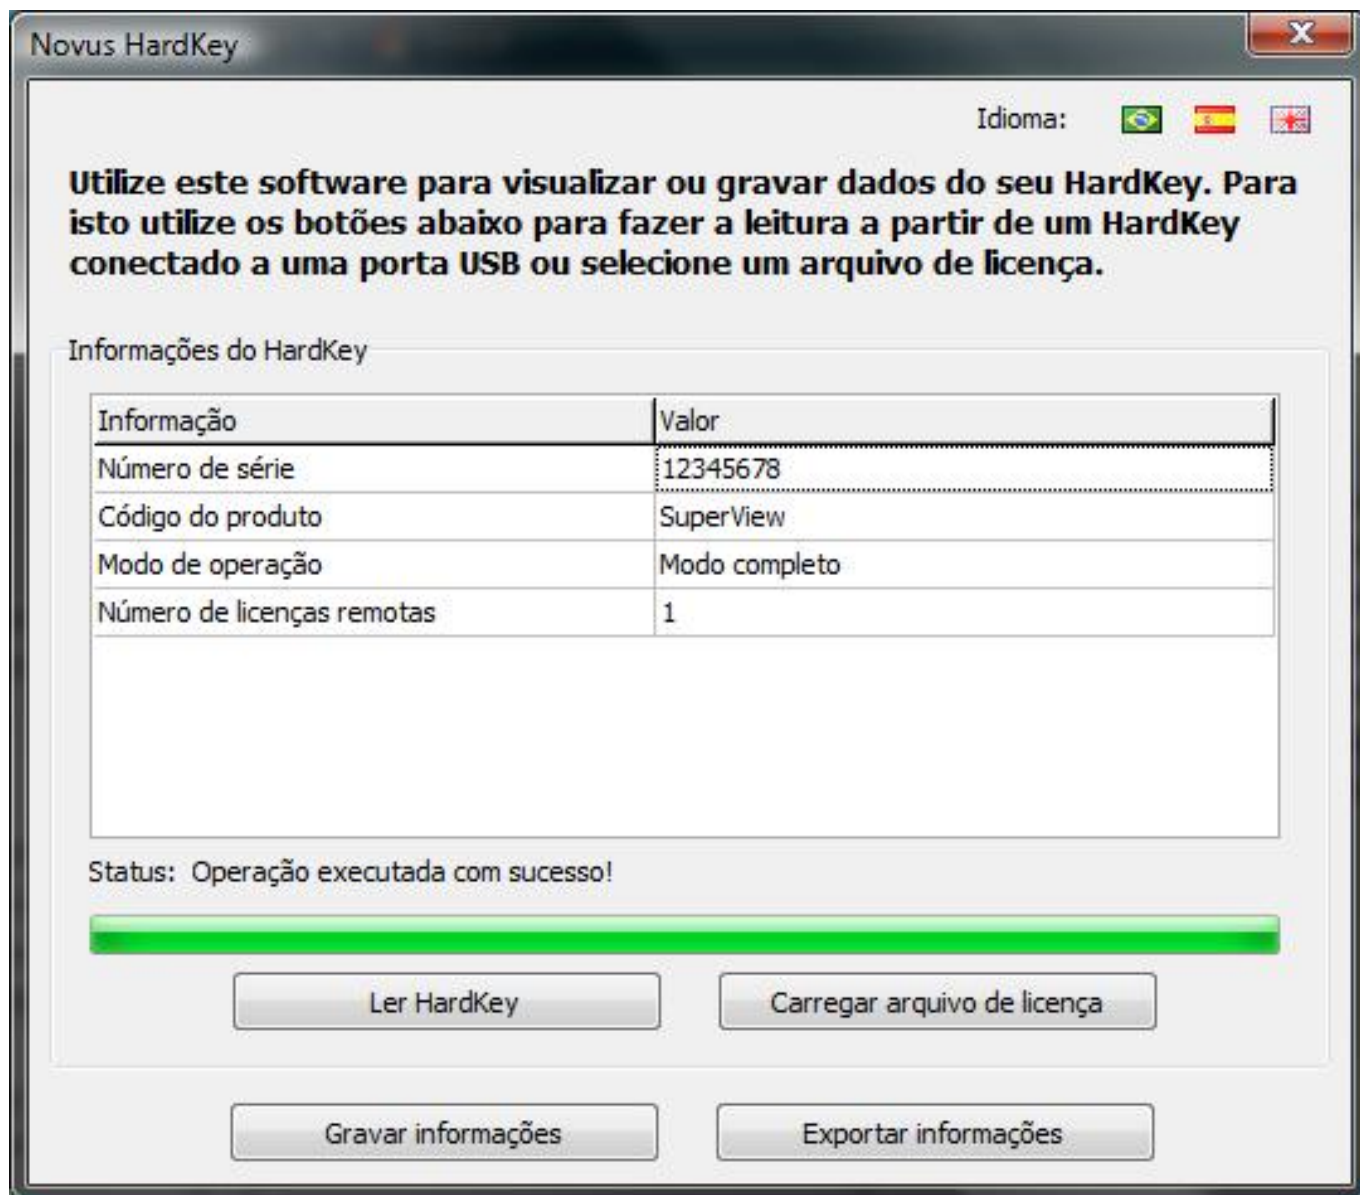 Novus HardKey
Idioma:
Utilize este software para visualizar ou gravar dados do seu HardKey. Para
isto utilize os botões abaixo para fazer a leitura a partir de um HardKey
conectado a uma porta USB ou selecione um arquivo de licença.
Informações do HardKey
Informação Valor
Número de série 12345678
Código do produto SuperView
Modo de operação Modo completo
Número de licenças remotas 1
Status: Operação executada com sucesso!
Ler HardKey Carregar arquivo de licença
Gravar informações Exportar informações